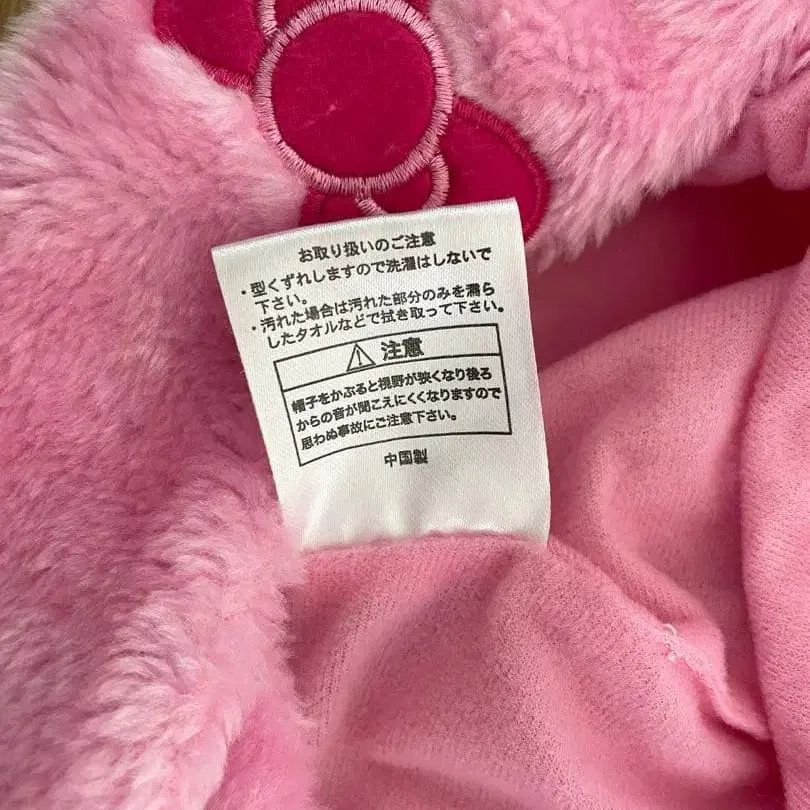 お取り扱いのご注意
・型くずれしますので洗濯はしないで
下さい。
・汚れた場合は汚れた部分のみを濡ら
したタオルなどで拭き取って下さい。
⚠ 注意
帽子をかぶると視野が狭くなり後ろ
からの音が聞こえにくくなりますので
思わぬ事故にご注意下さい。
中国製